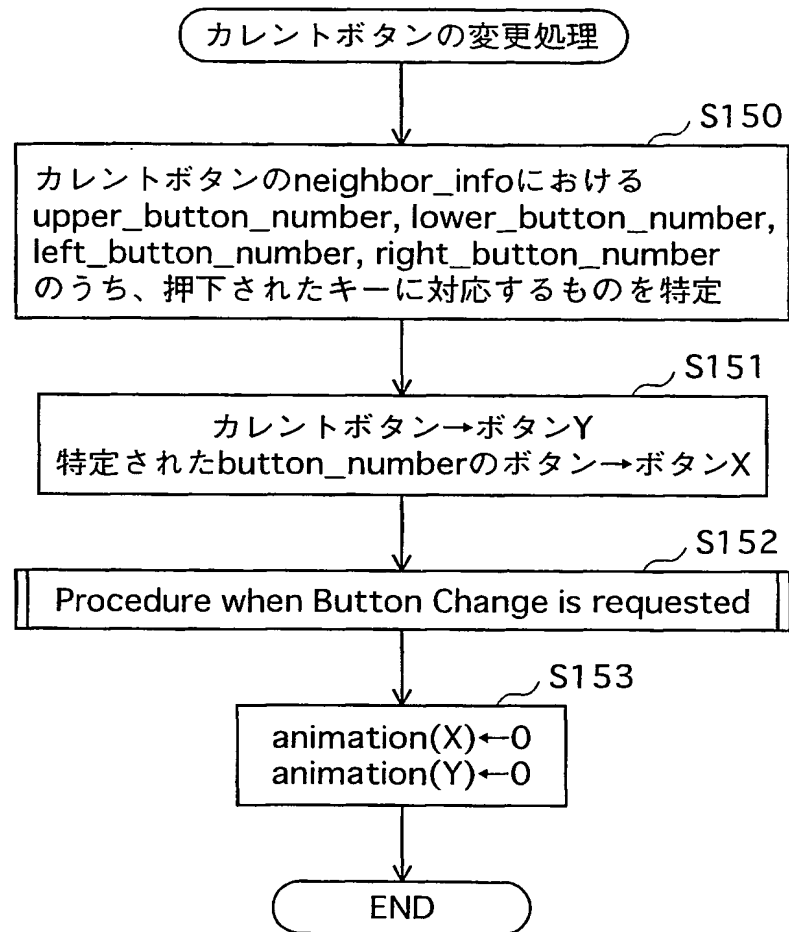 カレントボタンの変更処理
S150
カレントボタンのneighbor_infoにおける
upper_button_number, lower_button_number,
left_button_number, right_button_number
のうち、押下されたキーに対応するものを特定
S151
カレントボタン→ボタンY
特定されたbutton_numberのボタン→ボタンX
S152
Procedure when Button Change is requested
S153
animation(X)←0
animation(Y)←0
END